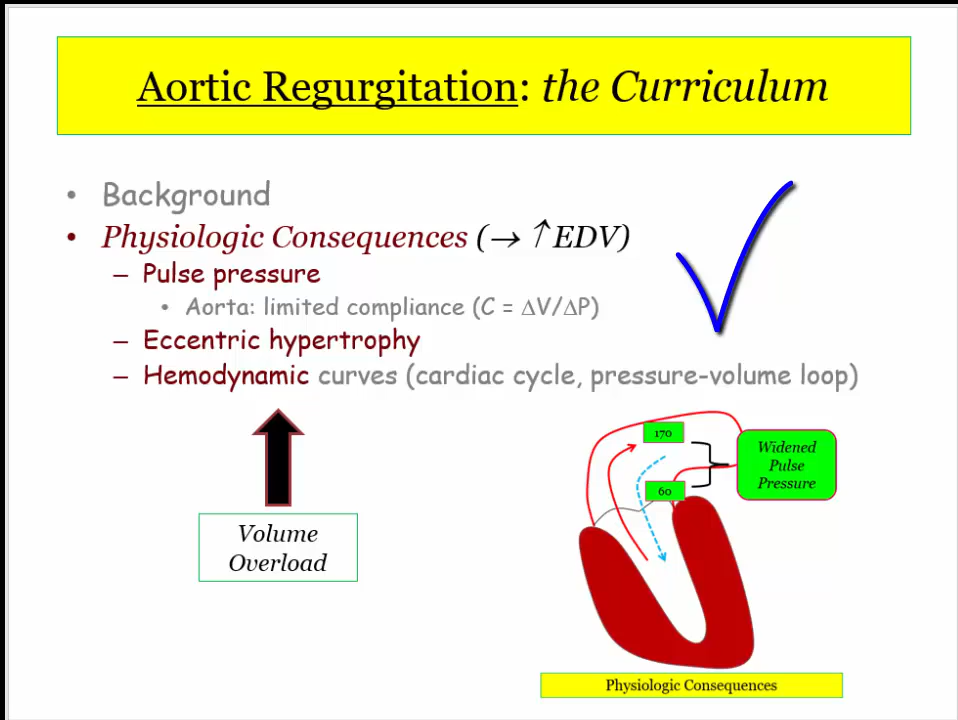 Aortic Regurgitation: the Curriculum
• Background
• Physiologic Consequences (→ ↑EDV)
– Pulse pressure
• Aorta: limited compliance (C = ΔV/ΔP)
– Eccentric hypertrophy
– Hemodynamic curves (cardiac cycle, pressure-volume loop)
Volume
Overload
170
60
Widened
Pulse
Pressure
Physiologic Consequences